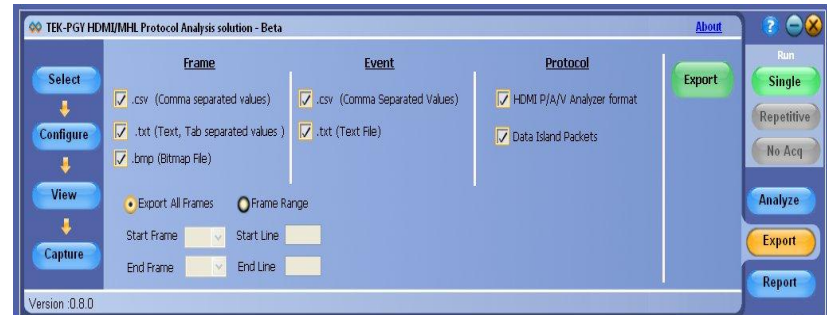 TEK-PGY HDMI/MHL Protocol Analysis solution - Beta
About
?
Select
Configure
View
Capture
Frame
.csv (Comma separated values)
.txt (Text, Tab separated values )
.bmp (Bitmap File)
Export All Frames
Frame Range
Start Frame
Start Line
End Frame
End Line
Event
.csv (Comma Separated Values)
.txt (Text File)
Protocol
HDMI P/A/V Analyzer format
Data Island Packets
Export
Run
Single
Repetitive
No Acq
Analyze
Export
Report
Version :0.8.0